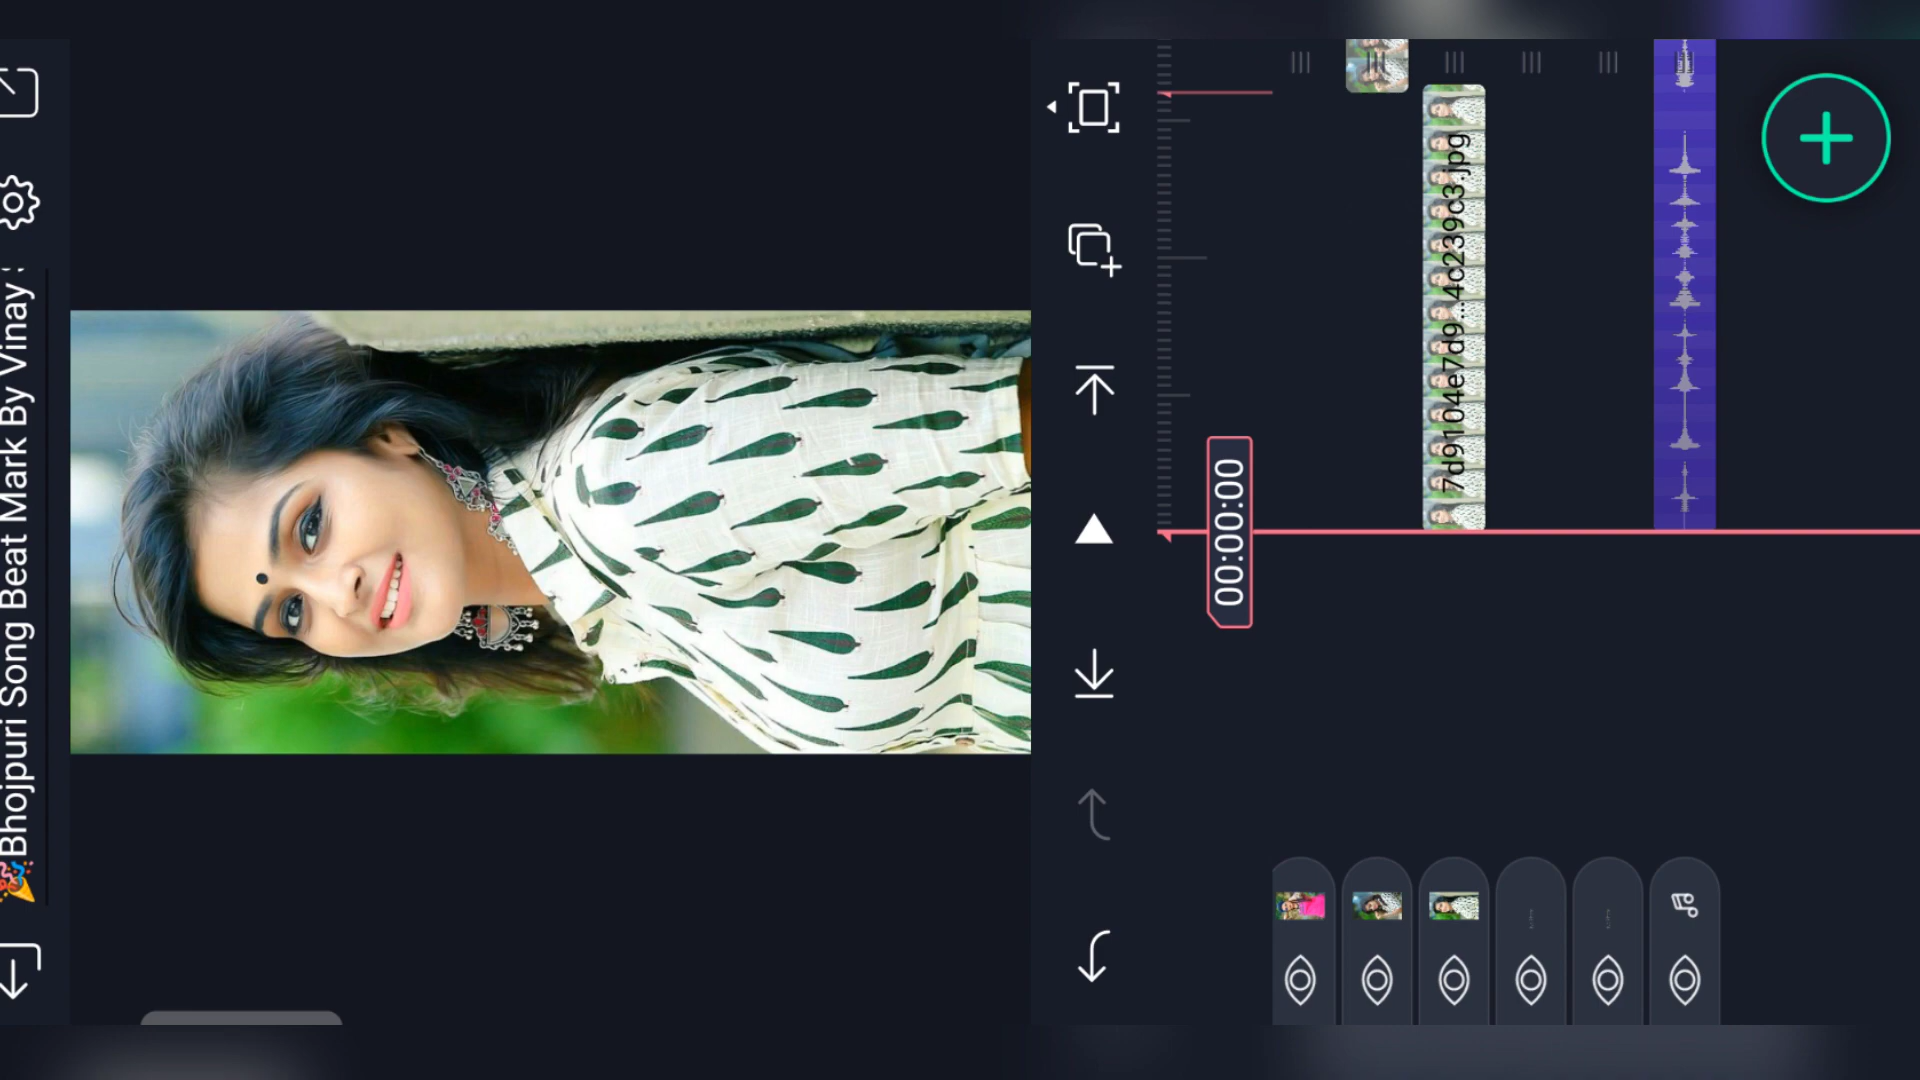 🎉Bhojpuri Song Beat Mark By Vinay
00:00:00
7d9104e7d9...4c239c3.jpg